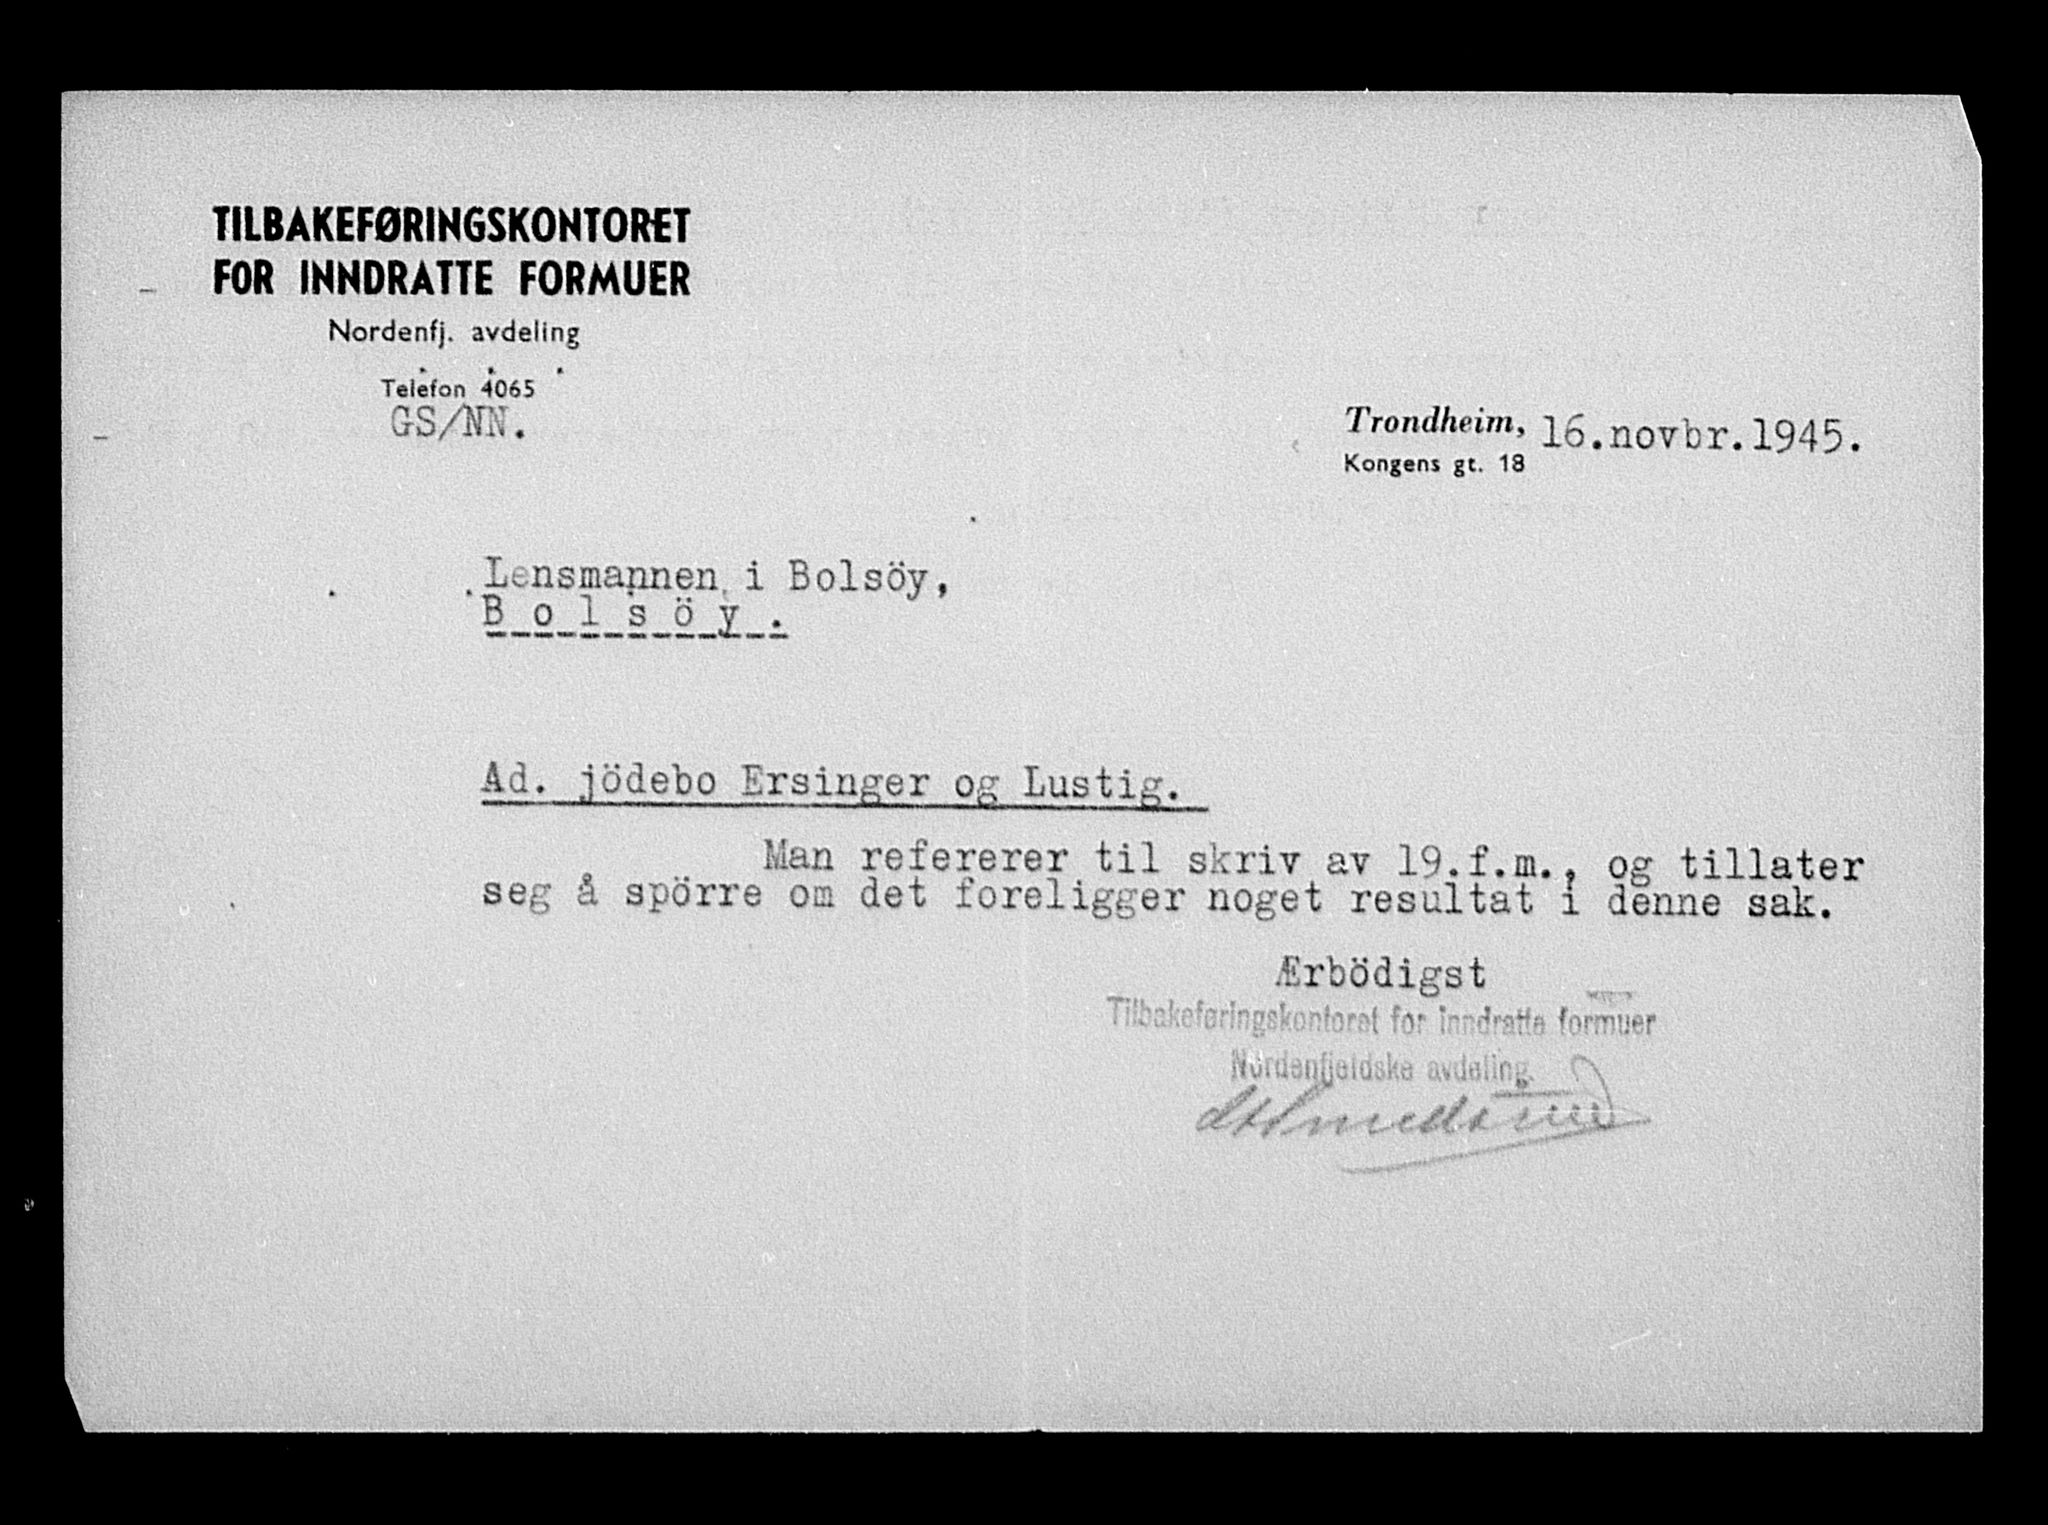 TILBAKEFØRINGSKONTORET
FOR INNDRATTE FORMUER
Nordenfj. avdeling
Telefon 4065
GS/NN.
Trondheim, 16.novbr.1945.
Kongens gt. 18
Lensmannen i Bolsöy,
B o l s ö y .
Ad. jödebo Ersinger og Lustig.
Man refererer til skriv av 19.f.m., og tillater
seg å spörre om det foreligger noget resultat i denne sak.
Ærbödigst
Tilbakeføringskontoret for inndratte formuer
Nordenfjeldske avdeling.